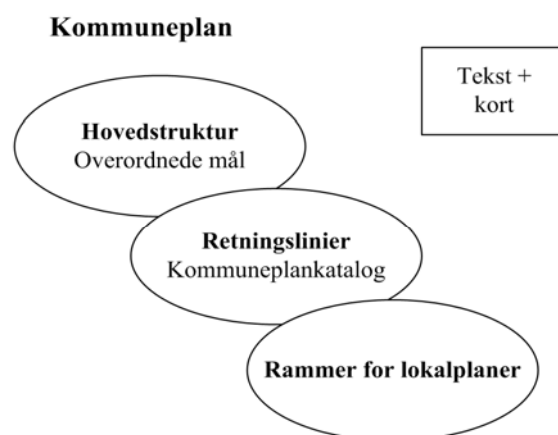 Kommuneplan
Tekst +
kort
Hovedstruktur
Overordnede mål
Retningslinier
Kommuneplankatalog
Rammer for lokalplaner